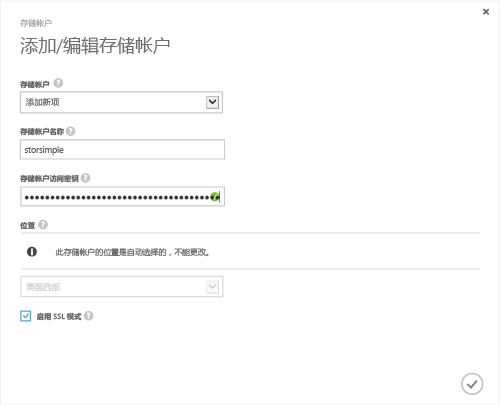 存储帐户
添加/编辑存储帐户
存储帐户
添加新项
存储帐户名称
storsimple
存储帐户访问密钥
位置
此存储帐户的位置是自动选择的，不能更改。
美国西部
启用 SSL 模式